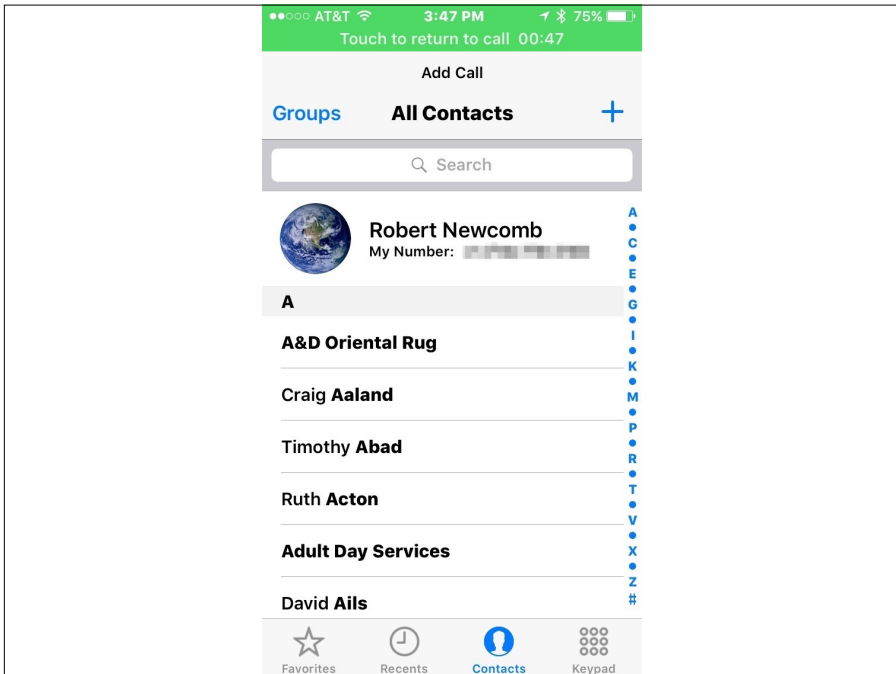 AT&T 3:47 PM 75%
Touch to return to call 00:47
Add Call
Groups All Contacts +
Search
Robert Newcomb
My Number:
A
A&D Oriental Rug
Craig Aaland
Timothy Abad
Ruth Acton
Adult Day Services
David Ails
A
C
E
G
I
K
M
P
R
T
V
X
Z
#
Favorites Recents Contacts Keypad